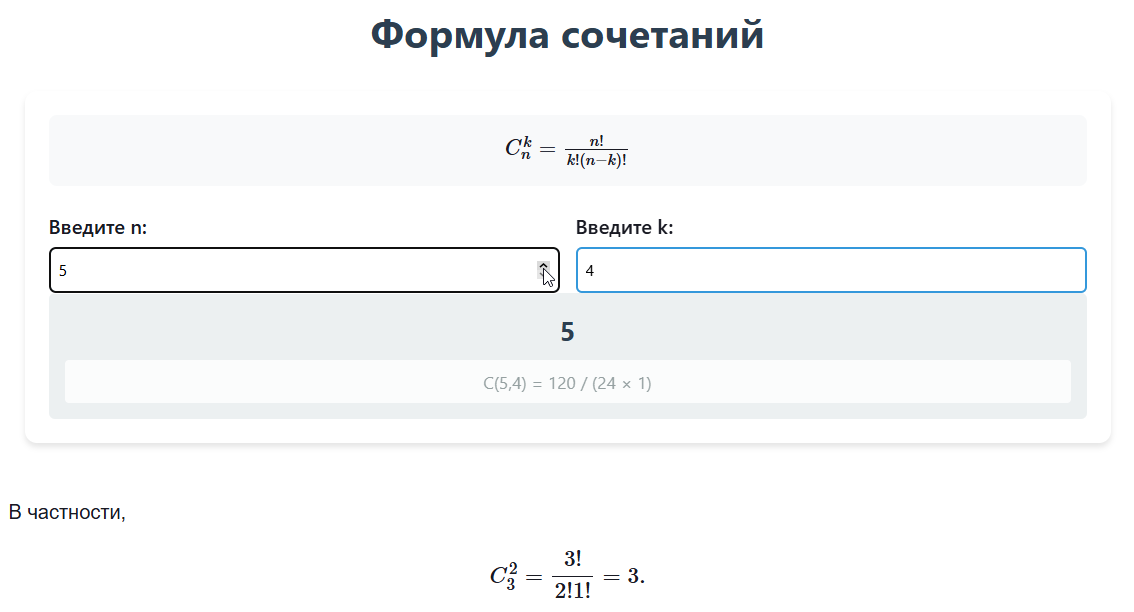 Формула сочетаний
C_n^k = n! / k!(n−k)!
Введите n: Введите k:
5 4
5
C(5,4) = 120 / (24 × 1)
В частности,
C_3^2 = 3! / 2!1! = 3.